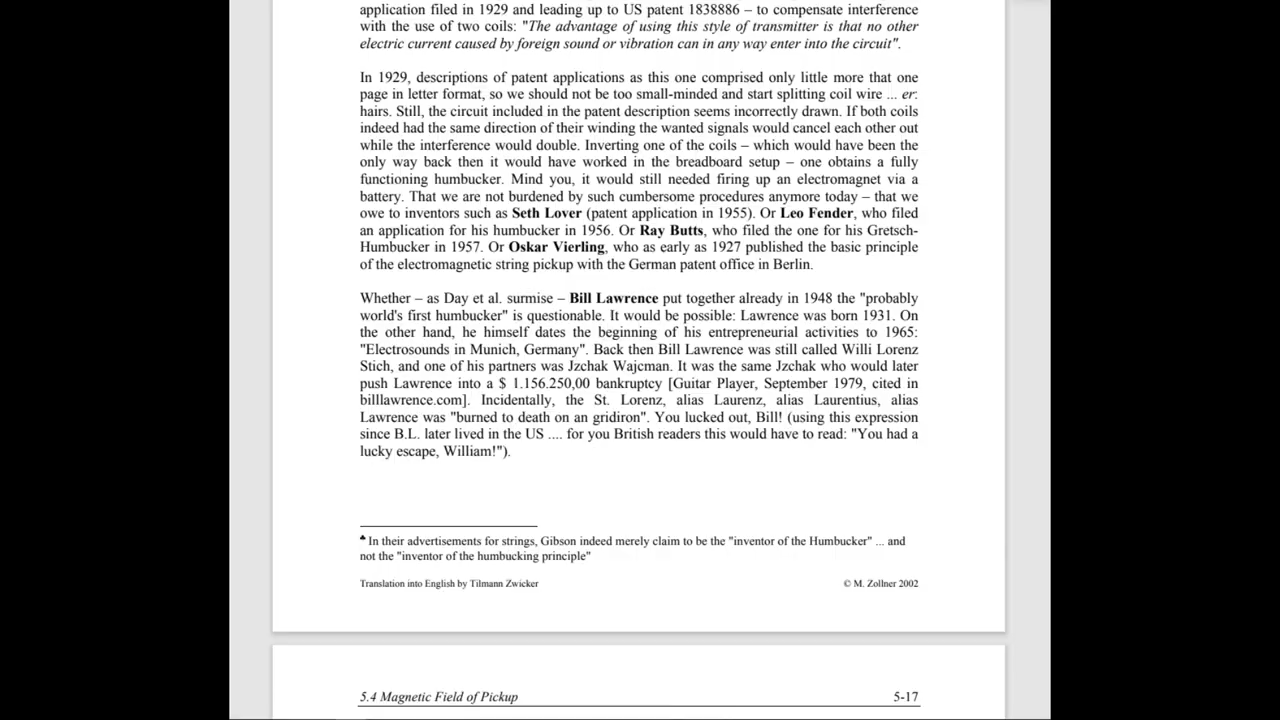 application filed in 1929 and leading up to US patent 1838886 – to compensate interference
with the use of two coils: "The advantage of using this style of transmitter is that no other
electric current caused by foreign sound or vibration can in any way enter into the circuit".
In 1929, descriptions of patent applications as this one comprised only little more that one
page in letter format, so we should not be too small-minded and start splitting coil wire ... er:
hairs. Still, the circuit included in the patent description seems incorrectly drawn. If both coils
indeed had the same direction of their winding the wanted signals would cancel each other out
while the interference would double. Inverting one of the coils – which would have been the
only way back then it would have worked in the breadboard setup – one obtains a fully
functioning humbucker. Mind you, it would still needed firing up an electromagnet via a
battery. That we are not burdened by such cumbersome procedures anymore today – that we
owe to inventors such as Seth Lover (patent application in 1955). Or Leo Fender, who filed
an application for his humbucker in 1956. Or Ray Butts, who filed the one for his Gretsch-
Humbucker in 1957. Or Oskar Vierling, who as early as 1927 published the basic principle
of the electromagnetic string pickup with the German patent office in Berlin.
Whether – as Day et al. surmise – Bill Lawrence put together already in 1948 the "probably
world's first humbucker" is questionable. It would be possible: Lawrence was born 1931. On
the other hand, he himself dates the beginning of his entrepreneurial activities to 1965:
"Electrosounds in Munich, Germany". Back then Bill Lawrence was still called Willi Lorenz
Stich, and one of his partners was Jzchak Wajcman. It was the same Jzchak who would later
push Lawrence into a $ 1.156.250,00 bankruptcy [Guitar Player, September 1979, cited in
billlawrence.com]. Incidentally, the St. Lorenz, alias Laurenz, alias Laurentius, alias
Lawrence was "burned to death on an gridiron". You lucked out, Bill! (using this expression
since B.L. later lived in the US .... for you British readers this would have to read: "You had a
lucky escape, William!").
♣ In their advertisements for strings, Gibson indeed merely claim to be the "inventor of the Humbucker" ... and
not the "inventor of the humbucking principle"
Translation into English by Tilmann Zwicker
© M. Zollner 2002
5.4 Magnetic Field of Pickup
5-17